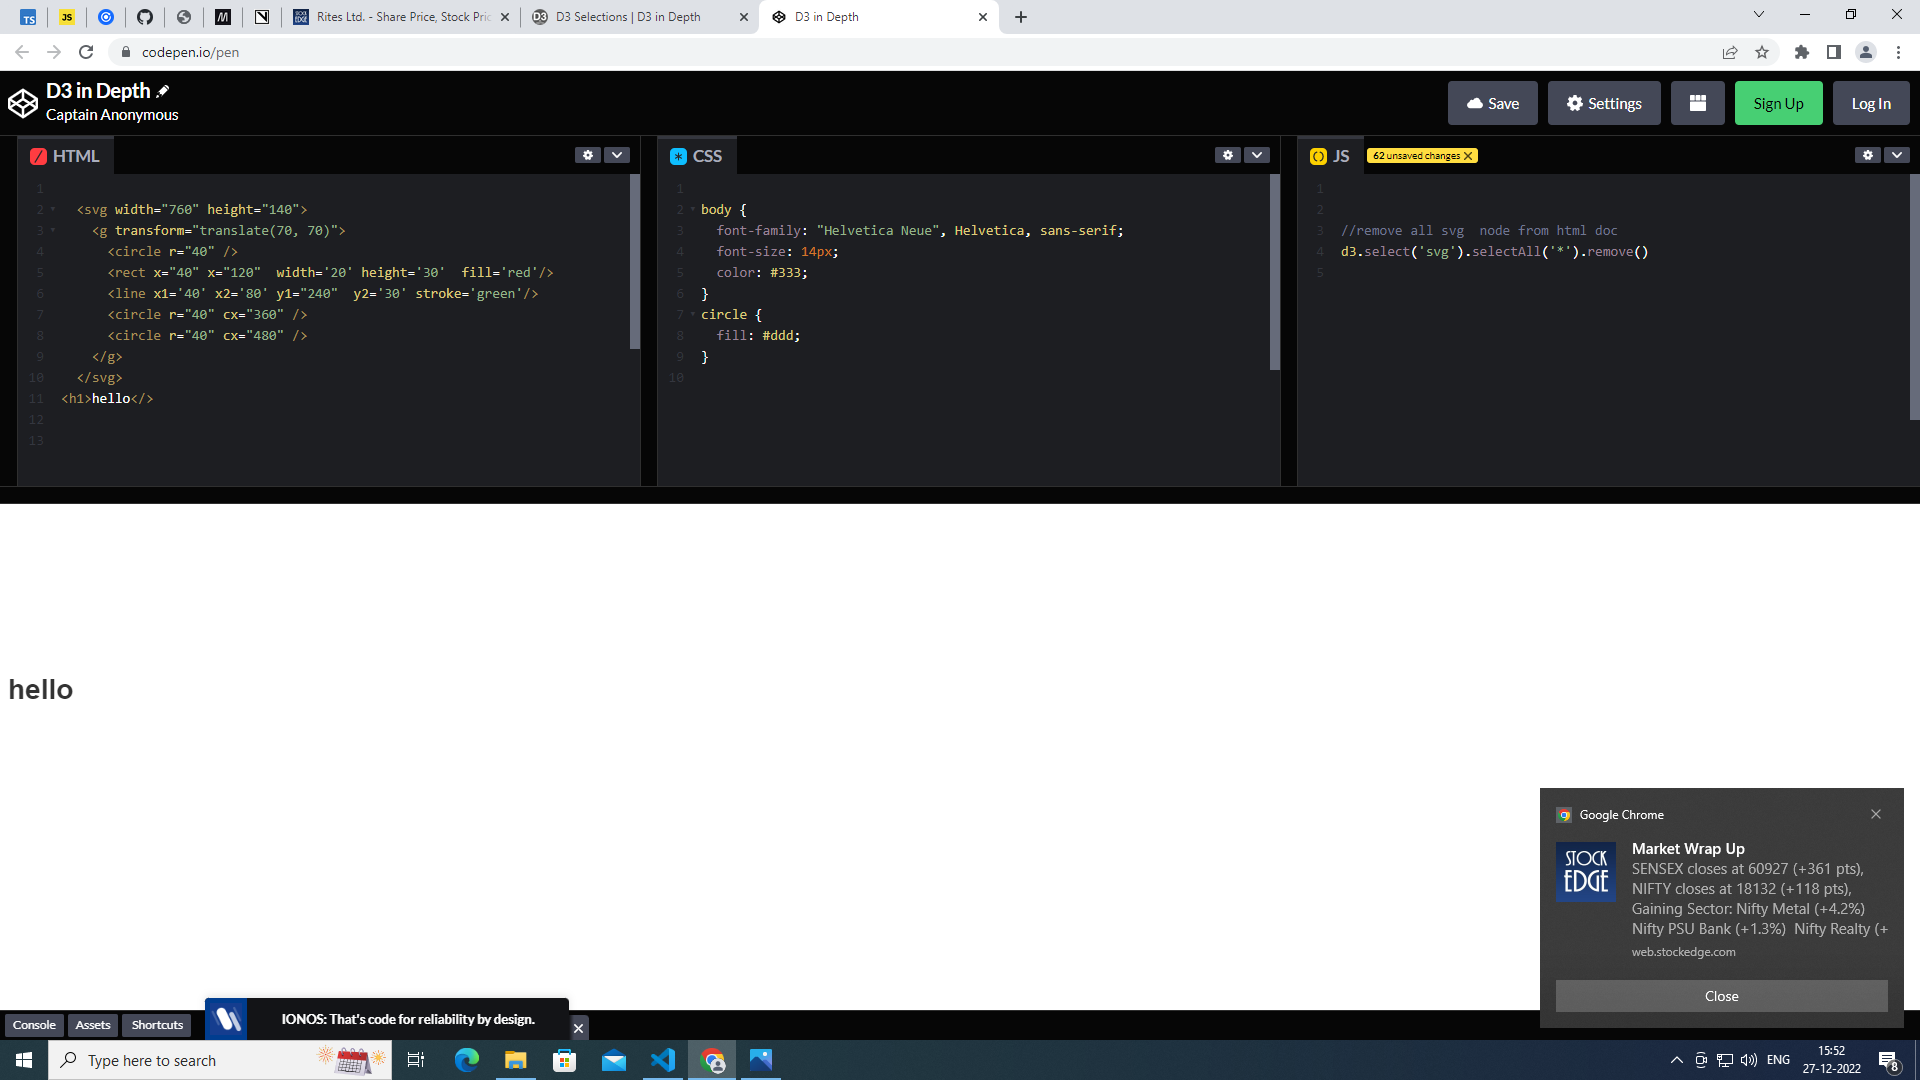 TS
JS
M
N
STOCK EDGE
Rites Ltd. - Share Price, Stock Pric
D3
D3 Selections | D3 in Depth
D3 in Depth
codepen.io/pen
D3 in Depth
Captain Anonymous
Save
Settings
Sign Up
Log In
HTML
1
2 <svg width="760" height="140">
3 <g transform="translate(70, 70)">
4 <circle r="40" />
5 <rect x="40" x="120"  width='20' height='30'  fill='red'/>
6 <line x1='40' x2='80' y1="240"  y2='30' stroke='green'/>
7 <circle r="40" cx="360" />
8 <circle r="40" cx="480" />
9 </g>
10 </svg>
11 <h1>hello</>
12
13
CSS
1
2 body {
3 font-family: "Helvetica Neue", Helvetica, sans-serif;
4 font-size: 14px;
5 color: #333;
6 }
7 circle {
8 fill: #ddd;
9 }
10
JS
62 unsaved changes
1
2
3 //remove all svg  node from html doc
4 d3.select('svg').selectAll('*').remove()
5
hello
Google Chrome
STOCK
EDGE
Market Wrap Up
SENSEX closes at 60927 (+361 pts),
NIFTY closes at 18132 (+118 pts),
Gaining Sector: Nifty Metal (+4.2%)
Nifty PSU Bank (+1.3%)  Nifty Realty (+
web.stockedge.com
Close
Console
Assets
Shortcuts
IONOS: That's code for reliability by design.
Type here to search
ENG
15:52
27-12-2022
8